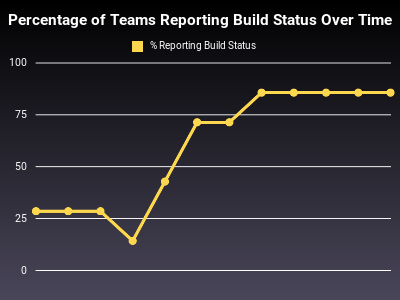 Percentage of Teams Reporting Build Status Over Time
% Reporting Build Status
100
75
50
25
0